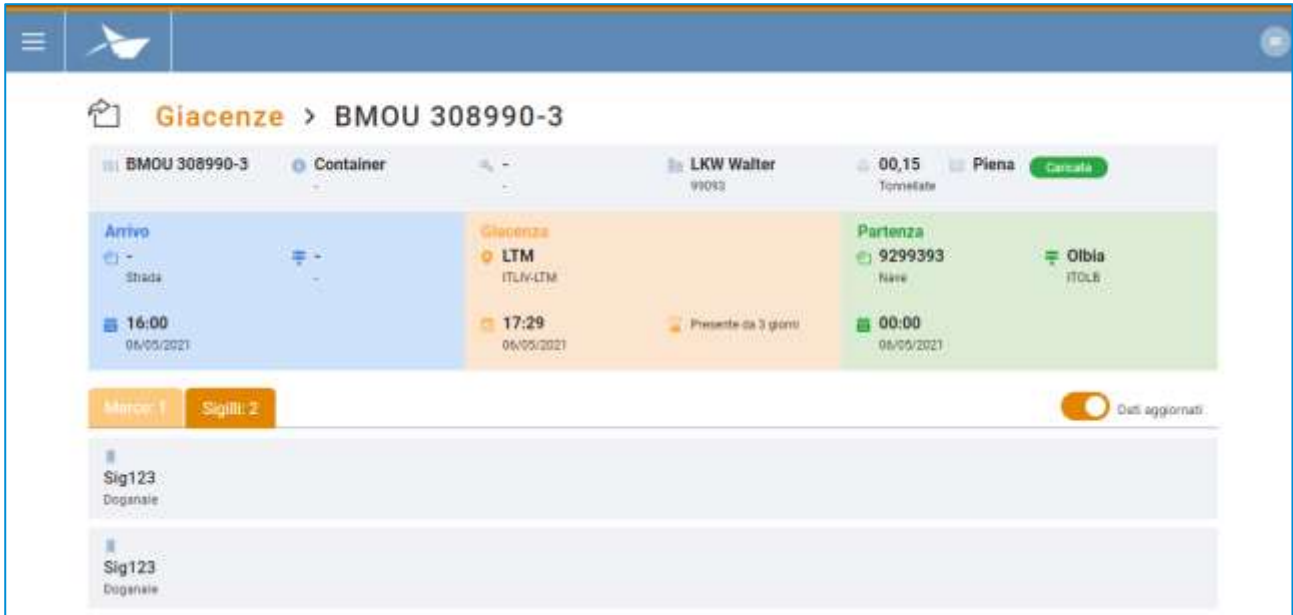 Giacenze > BMOU 308990-3
BMOU 308990-3 Container - LKW Walter 00,15 Piena Caricata
- - 99093 Tonnellate
Arrivo Giacenza Partenza
- - LTM 9299393 Olbia
Strada - ITLIV-LTM Nave ITOLB
16:00 17:29 Presente da 3 giorni 00:00
06/05/2021 06/05/2021 06/05/2021
Merce: 1 Sigilli: 2 Dati aggiornati
Sig123
Doganale
Sig123
Doganale